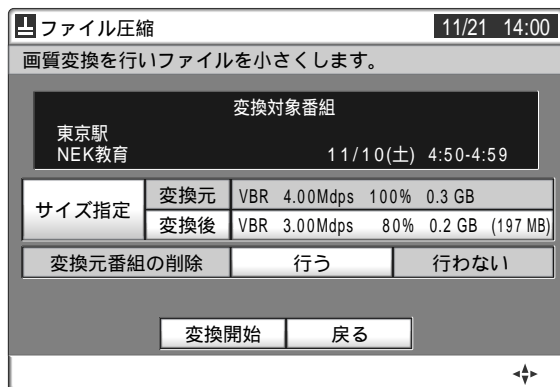 ファイル圧縮 11/21 14:00
画質変換を行いファイルを小さくします。
変換対象番組
東京駅
NEK教育 11/10(土) 4:50-4:59
サイズ指定
変換元 VBR 4.00Mdps 100% 0.3 GB
変換後 VBR 3.00Mdps 80% 0.2 GB (197 MB)
変換元番組の削除 行う 行わない
変換開始 戻る